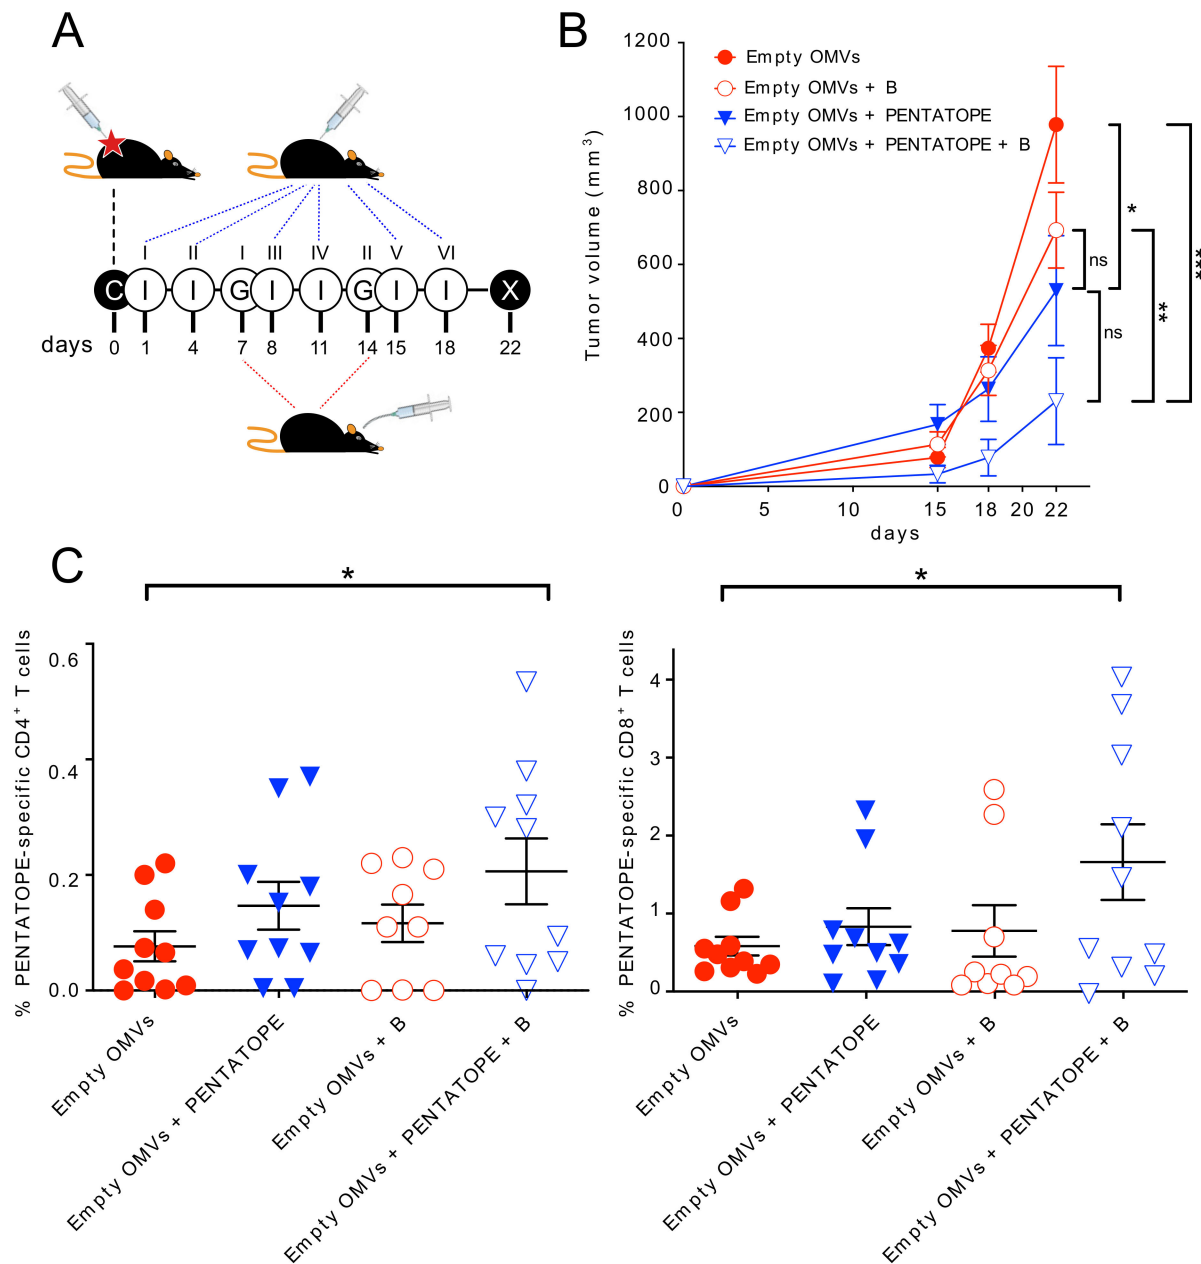 A
I II I III IV II V VI
C I I G I I G I I X
days 0 1 4 7 8 11 14 15 18 22
B
1200
1000
800
600
400
200
0
Tumor volume (mm³)
Empty OMVs
Empty OMVs + B
Empty OMVs + PENTATOPE
Empty OMVs + PENTATOPE + B
ns
ns
*
**
***
0 5 10 15 18 20 22
days
C
*
% PENTATOPE-specific CD4⁺ T cells
0.6
0.4
0.2
0.0
Empty OMVs
Empty OMVs + PENTATOPE
Empty OMVs + B
Empty OMVs + PENTATOPE + B
*
% PENTATOPE-specific CD8⁺ T cells
4
3
2
1
0
Empty OMVs
Empty OMVs + PENTATOPE
Empty OMVs + B
Empty OMVs + PENTATOPE + B